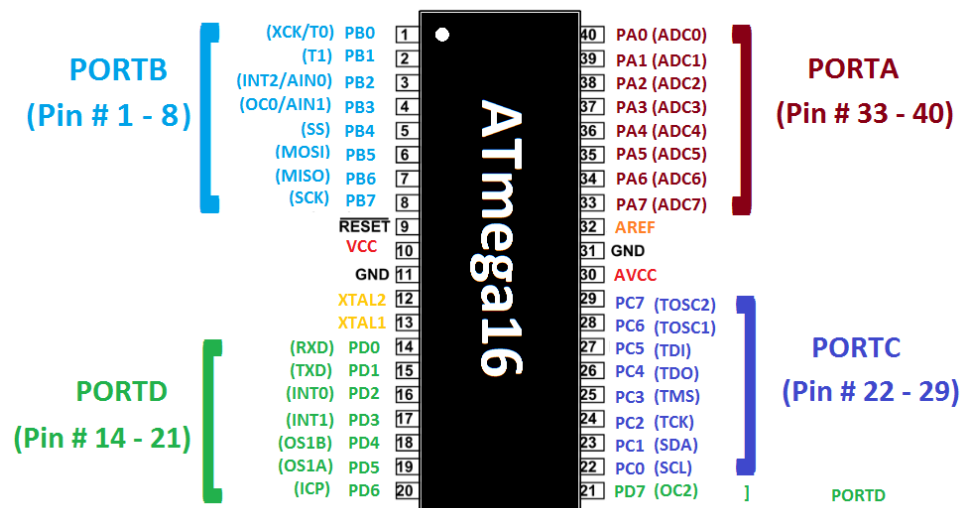 (XCK/T0) PB0 1 40 PA0 (ADC0)
(T1) PB1 2 39 PA1 (ADC1)
PORTB PORTA
(INT2/AIN0) PB2 3 38 PA2 (ADC2)
(Pin # 1 - 8) (Pin # 33 - 40)
(OC0/AIN1) PB3 4 37 PA3 (ADC3)
(SS) PB4 5 36 PA4 (ADC4)
(MOSI) PB5 6 35 PA5 (ADC5)
(MISO) PB6 7 34 PA6 (ADC6)
(SCK) PB7 8 33 PA7 (ADC7)
RESET 9 32 AREF
VCC 10 31 GND
GND 11 30 AVCC
XTAL2 12 29 PC7 (TOSC2)
XTAL1 13 28 PC6 (TOSC1)
(RXD) PD0 14 27 PC5 (TDI)
PORTC
(TXD) PD1 15 26 PC4 (TDO)
PORTD
(INT0) PD2 16 25 PC3 (TMS)
(Pin # 22 - 29)
(INT1) PD3 17 24 PC2 (TCK)
(Pin # 14 - 21)
(OS1B) PD4 18 23 PC1 (SDA)
(OS1A) PD5 19 22 PC0 (SCL)
(ICP) PD6 20 21 PD7 (OC2) ] PORTD
ATmega16